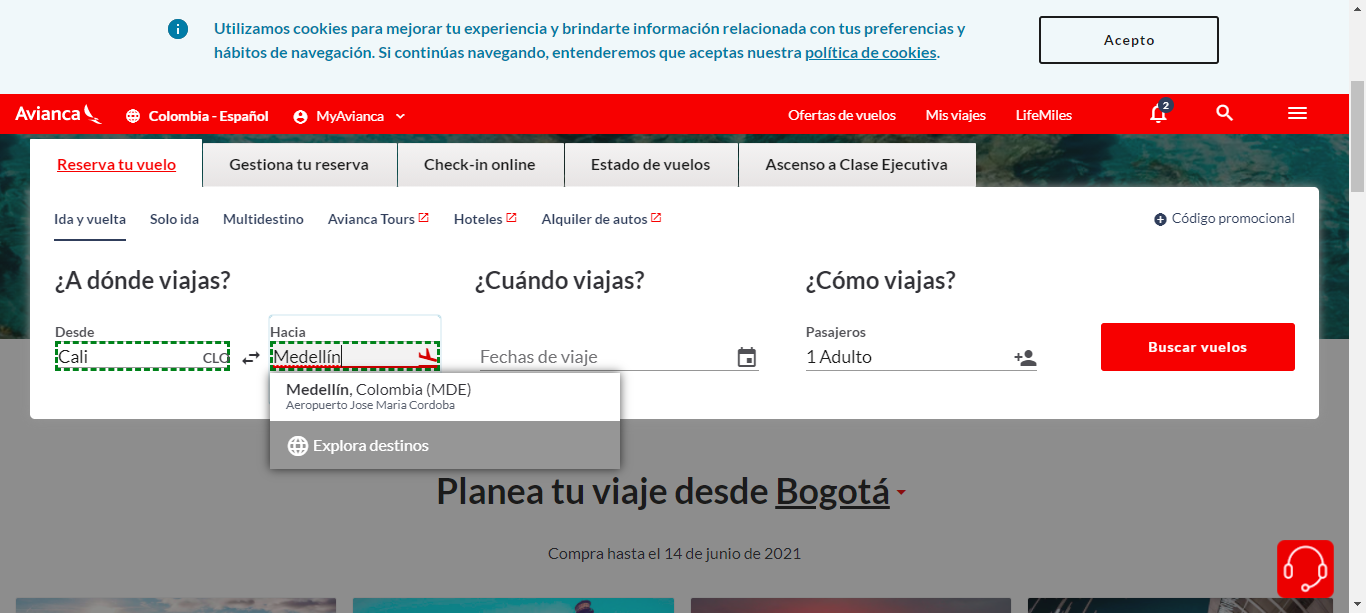 Utilizamos cookies para mejorar tu experiencia y brindarte información relacionada con tus preferencias y
hábitos de navegación. Si continúas navegando, entenderemos que aceptas nuestra política de cookies.
Acepto
Avianca
Colombia - Español
MyAvianca
Ofertas de vuelos
Mis viajes
LifeMiles
2
Reserva tu vuelo
Gestiona tu reserva
Check-in online
Estado de vuelos
Ascenso a Clase Ejecutiva
Ida y vuelta
Solo ida
Multidestino
Avianca Tours
Hoteles
Alquiler de autos
Código promocional
¿A dónde viajas?
¿Cuándo viajas?
¿Cómo viajas?
Desde
Hacia
Pasajeros
Cali
CLO
Medellín
Fechas de viaje
1 Adulto
Buscar vuelos
Medellín, Colombia (MDE)
Aeropuerto Jose Maria Cordoba
Explora destinos
Planea tu viaje desde Bogotá
Compra hasta el 14 de junio de 2021